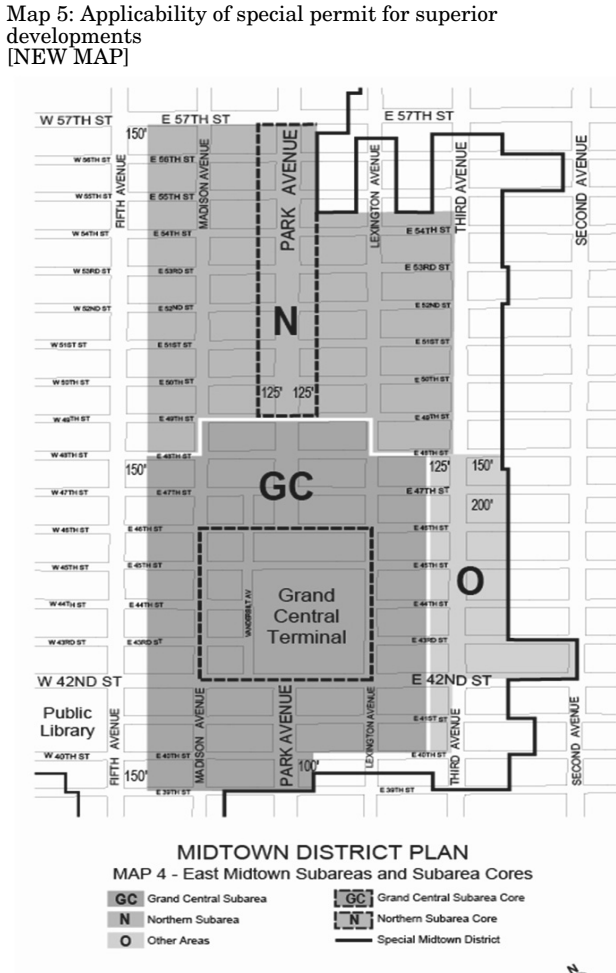 Map 5: Applicability of special permit for superior
developments
[NEW MAP]
W 57TH ST
E 57TH ST
E 57TH ST
150'
W 56TH ST
E 56TH ST
FIFTH AVENUE
MADISON AVENUE
PARK AVENUE
LEXINGTON AVENUE
THIRD AVENUE
SECOND AVENUE
W 55TH ST
E 55TH ST
W 54TH ST
E 54TH ST
E 54TH ST
W 53RD ST
E 53RD ST
E 53RD ST
W 52ND ST
E 52ND ST
E 52ND ST
N
W 51ST ST
E 51ST ST
E 51ST ST
W 50TH ST
E 50TH ST
E 50TH ST
125'
125'
W 49TH ST
E 49TH ST
E 49TH ST
W 48TH ST
E 48TH ST
E 48TH ST
150'
125'
150'
GC
W 47TH ST
E 47TH ST
E 47TH ST
200'
W 46TH ST
E 46TH ST
E 46TH ST
W 45TH ST
E 45TH ST
E 45TH ST
O
VANDERBILT AV
Grand
Central
Terminal
W 44TH ST
E 44TH ST
E 44TH ST
W 43RD ST
E 43RD ST
E 43RD ST
W 42ND ST
E 42ND ST
Public
Library
FIFTH AVENUE
MADISON AVENUE
PARK AVENUE
LEXINGTON AVENUE
THIRD AVENUE
SECOND AVENUE
E 41ST ST
W 40TH ST
E 40TH ST
E 40TH ST
150'
100'
E 39TH ST
E 39TH ST
MIDTOWN DISTRICT PLAN
MAP 4 - East Midtown Subareas and Subarea Cores
GC Grand Central Subarea
GC Grand Central Subarea Core
N Northern Subarea
N Northern Subarea Core
O Other Areas
Special Midtown District
N